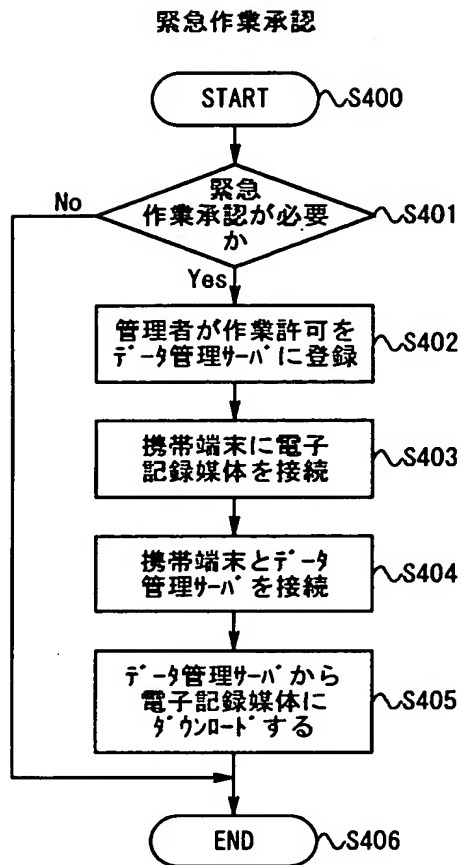 緊急作業承認
START
S400
緊急
作業承認が必要
か
S401
No
Yes
管理者が作業許可を
データ管理サーバに登録
S402
携帯端末に電子
記録媒体を接続
S403
携帯端末とデータ
管理サーバを接続
S404
データ管理サーバから
電子記録媒体に
ダウンロードする
S405
END
S406